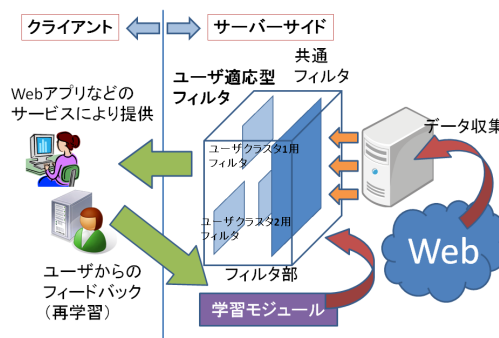 クライアント
サーバーサイド
Webアプリなどの
サービスにより提供
ユーザ適応型
フィルタ
共通
フィルタ
データ収集
ユーザクラスタ1用
フィルタ
ユーザクラスタ2用
フィルタ
Web
フィルタ部
ユーザからの
フィードバック
（再学習）
学習モジュール